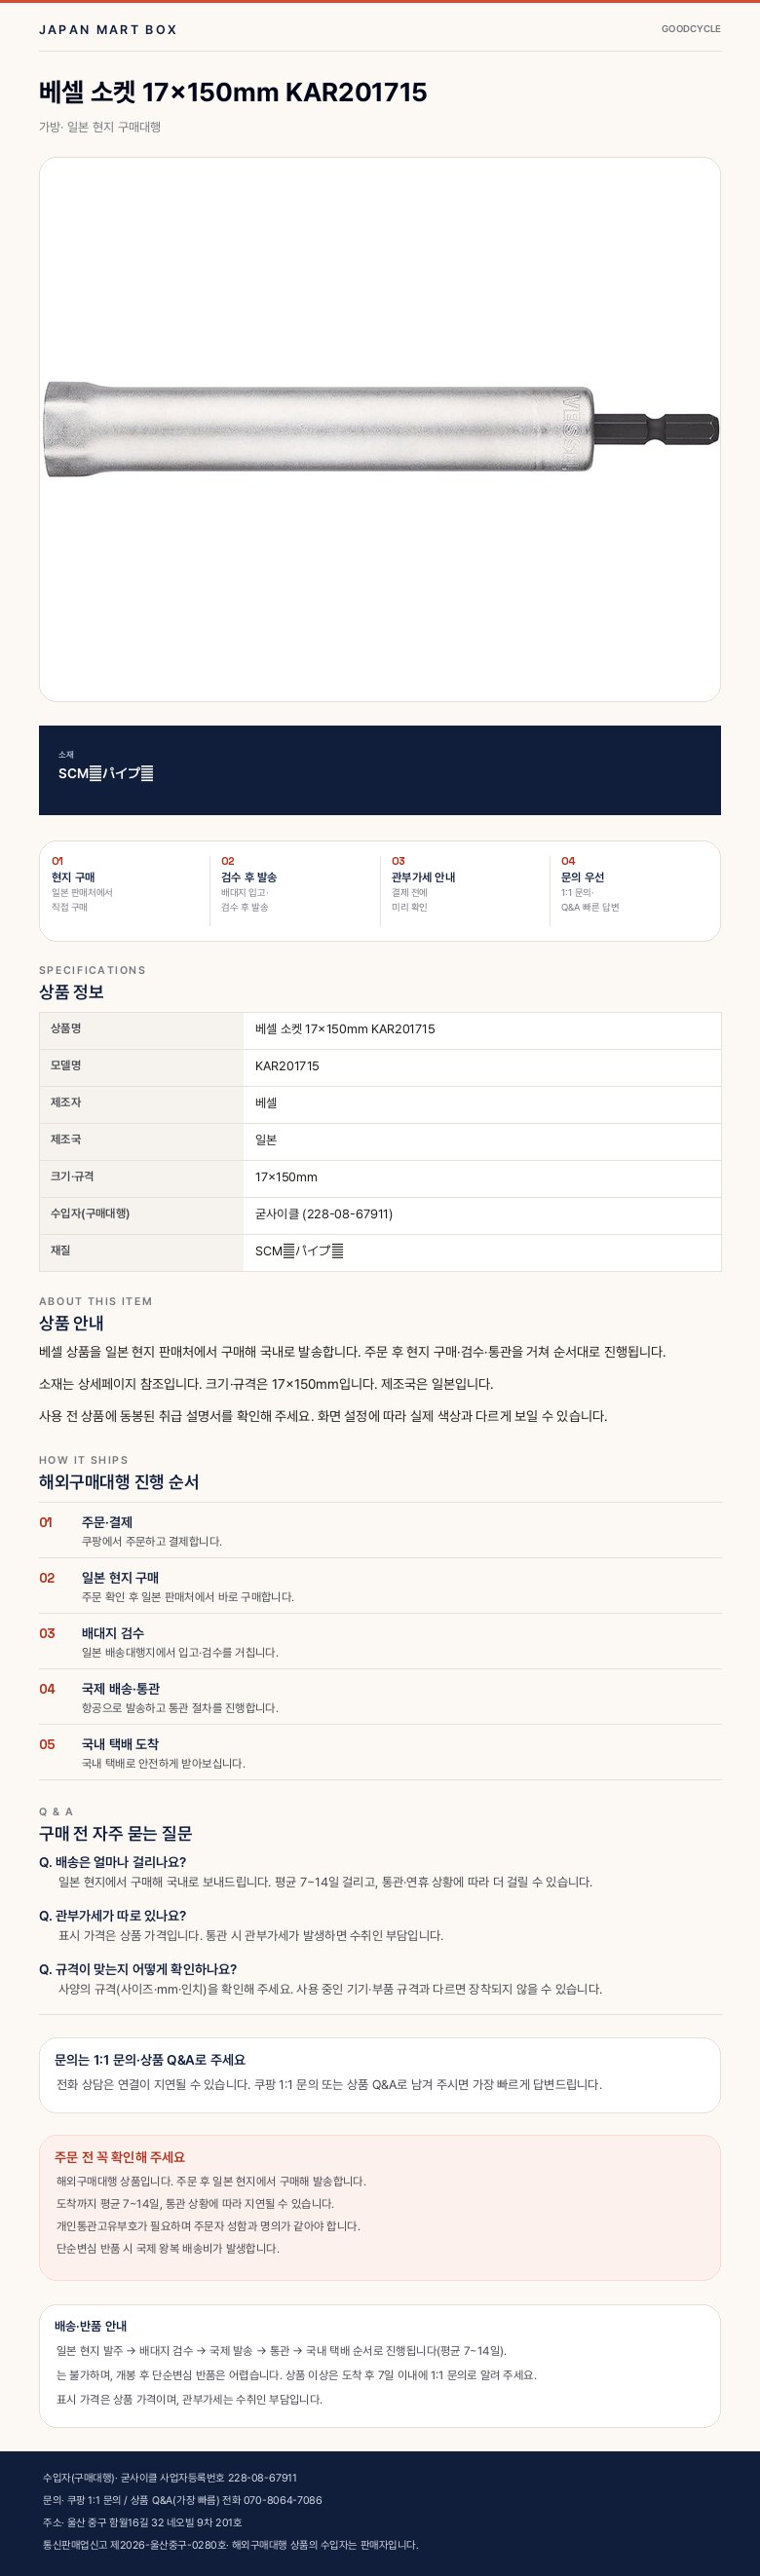 JAPAN MART BOX
GOODCYCLE
베셀 소켓 17×150mm KAR201715
가방· 일본 현지 구매대행
VESSEL
소재
SCM▤パイプ▤
01
현지 구매
일본 판매처에서
직접 구매
02
검수 후 발송
배대지 입고·
검수 후 발송
03
관부가세 안내
결제 전에
미리 확인
04
문의 우선
1:1 문의·
Q&A 빠른 답변
SPECIFICATIONS
상품 정보
상품명 베셀 소켓 17×150mm KAR201715
모델명 KAR201715
제조자 베셀
제조국 일본
크기·규격 17×150mm
수입자(구매대행) 굳사이클 (228-08-67911)
재질 SCM▤パイプ▤
ABOUT THIS ITEM
상품 안내
베셀 상품을 일본 현지 판매처에서 구매해 국내로 발송합니다. 주문 후 현지 구매·검수·통관을 거쳐 순서대로 진행됩니다.
소재는 상세페이지 참조입니다. 크기·규격은 17×150mm입니다. 제조국은 일본입니다.
사용 전 상품에 동봉된 취급 설명서를 확인해 주세요. 화면 설정에 따라 실제 색상과 다르게 보일 수 있습니다.
HOW IT SHIPS
해외구매대행 진행 순서
01 주문·결제
쿠팡에서 주문하고 결제합니다.
02 일본 현지 구매
주문 확인 후 일본 판매처에서 바로 구매합니다.
03 배대지 검수
일본 배송대행지에서 입고·검수를 거칩니다.
04 국제 배송·통관
항공으로 발송하고 통관 절차를 진행합니다.
05 국내 택배 도착
국내 택배로 안전하게 받아보십니다.
Q & A
구매 전 자주 묻는 질문
Q. 배송은 얼마나 걸리나요?
일본 현지에서 구매해 국내로 보내드립니다. 평균 7~14일 걸리고, 통관·연휴 상황에 따라 더 걸릴 수 있습니다.
Q. 관부가세가 따로 있나요?
표시 가격은 상품 가격입니다. 통관 시 관부가세가 발생하면 수취인 부담입니다.
Q. 규격이 맞는지 어떻게 확인하나요?
사양의 규격(사이즈·mm·인치)을 확인해 주세요. 사용 중인 기기·부품 규격과 다르면 장착되지 않을 수 있습니다.
문의는 1:1 문의·상품 Q&A로 주세요
전화 상담은 연결이 지연될 수 있습니다. 쿠팡 1:1 문의 또는 상품 Q&A로 남겨 주시면 가장 빠르게 답변드립니다.
주문 전 꼭 확인해 주세요
해외구매대행 상품입니다. 주문 후 일본 현지에서 구매해 발송합니다.
도착까지 평균 7~14일, 통관 상황에 따라 지연될 수 있습니다.
개인통관고유부호가 필요하며 주문자 성함과 명의가 같아야 합니다.
단순변심 반품 시 국제 왕복 배송비가 발생합니다.
배송·반품 안내
일본 현지 발주 → 배대지 검수 → 국제 발송 → 통관 → 국내 택배 순서로 진행됩니다(평균 7~14일).
는 불가하며, 개봉 후 단순변심 반품은 어렵습니다. 상품 이상은 도착 후 7일 이내에 1:1 문의로 알려 주세요.
표시 가격은 상품 가격이며, 관부가세는 수취인 부담입니다.
수입자(구매대행)· 굳사이클 사업자등록번호 228-08-67911
문의· 쿠팡 1:1 문의 / 상품 Q&A(가장 빠름) 전화 070-8064-7086
주소· 울산 중구 함월16길 32 네오빌 9차 201호
통신판매업신고 제2026-울산중구-0280호· 해외구매대행 상품의 수입자는 판매자입니다.